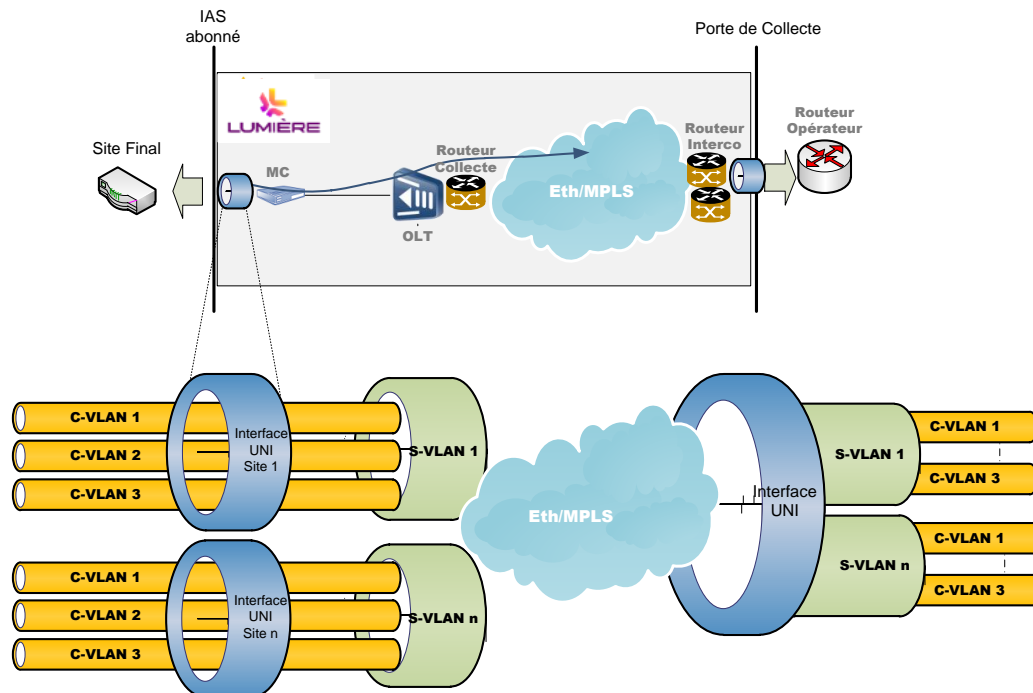 IAS
abonné
Porte de Collecte
LUMIÈRE
Site Final
MC
Routeur
Collecte
OLT
Eth/MPLS
Routeur
Interco
Routeur
Opérateur
C-VLAN 1
C-VLAN 2
C-VLAN 3
Interface
UNI
Site 1
S-VLAN 1
Eth/MPLS
Interface
UNI
S-VLAN 1
C-VLAN 1
C-VLAN 3
S-VLAN n
C-VLAN 1
C-VLAN 3
C-VLAN 1
C-VLAN 2
C-VLAN 3
Interface
UNI
Site n
S-VLAN n